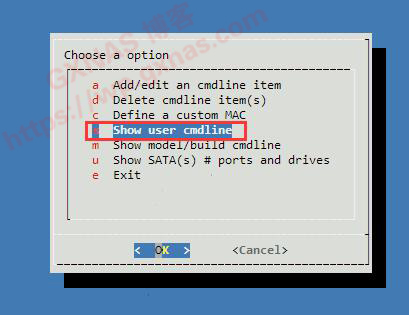 Choose a option
a Add/edit an cmdline item
d Delete cmdline item(s)
c Define a custom MAC
Show user cmdline
m Show model/build cmdline
u Show SATA(s) # ports and drives
e Exit
< OK > <Cancel>
GXNAS 博客
https://wp.gxnas.com